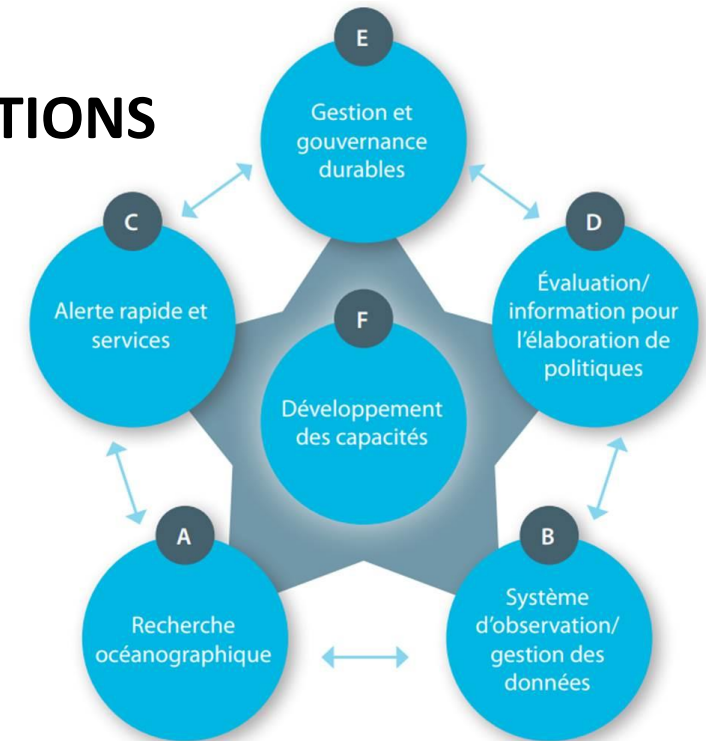 TIONS
E
Gestion et
gouvernance
durables
C
Alerte rapide et
services
D
Évaluation/
information pour
l'élaboration de
politiques
F
Développement
des capacités
A
Recherche
océanographique
B
Système
d'observation/
gestion des
données